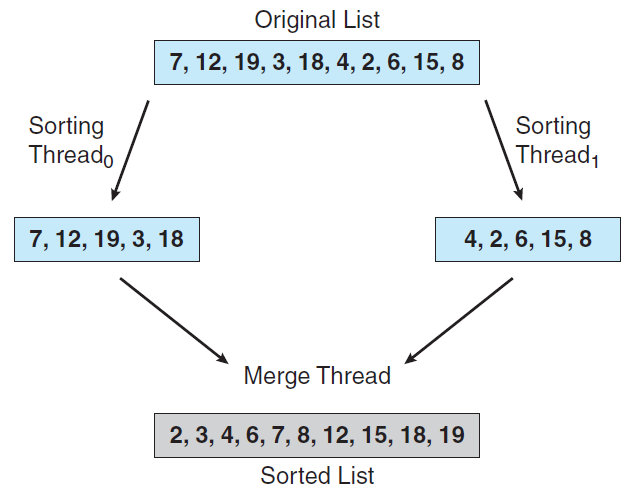 Original List
7, 12, 19, 3, 18, 4, 2, 6, 15, 8
Sorting
Thread₀
Sorting
Thread₁
7, 12, 19, 3, 18
4, 2, 6, 15, 8
Merge Thread
2, 3, 4, 6, 7, 8, 12, 15, 18, 19
Sorted List